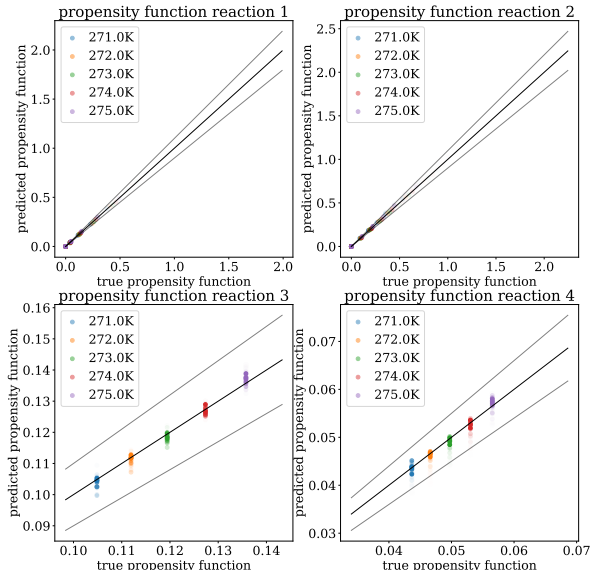 propensity function reaction 1
predicted propensity function
2.0
1.5
1.0
0.5
0.0
271.0K
272.0K
273.0K
274.0K
275.0K
0.0 0.5 1.0 1.5 2.0
true propensity function
propensity function reaction 2
predicted propensity function
2.5
2.0
1.5
1.0
0.5
0.0
271.0K
272.0K
273.0K
274.0K
275.0K
0.0 0.5 1.0 1.5 2.0
true propensity function
propensity function reaction 3
predicted propensity function
0.16
0.15
0.14
0.13
0.12
0.11
0.10
0.09
271.0K
272.0K
273.0K
274.0K
275.0K
0.10 0.11 0.12 0.13 0.14
true propensity function
propensity function reaction 4
predicted propensity function
0.07
0.06
0.05
0.04
0.03
271.0K
272.0K
273.0K
274.0K
275.0K
0.04 0.05 0.06 0.07
true propensity function